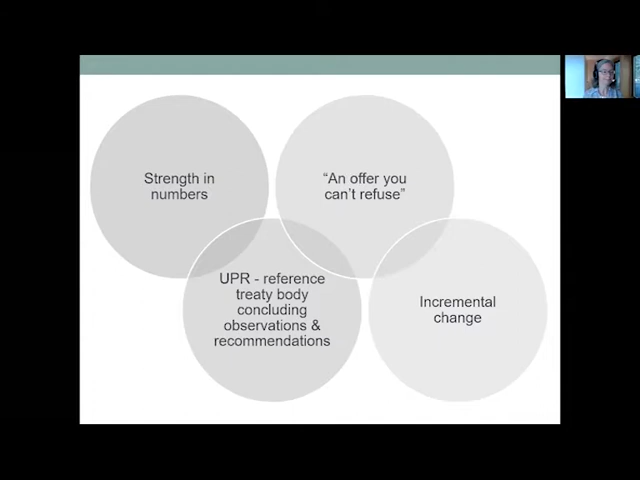 Strength in
numbers
“An offer you
can’t refuse”
UPR - reference
treaty body
concluding
observations &
recommendations
Incremental
change